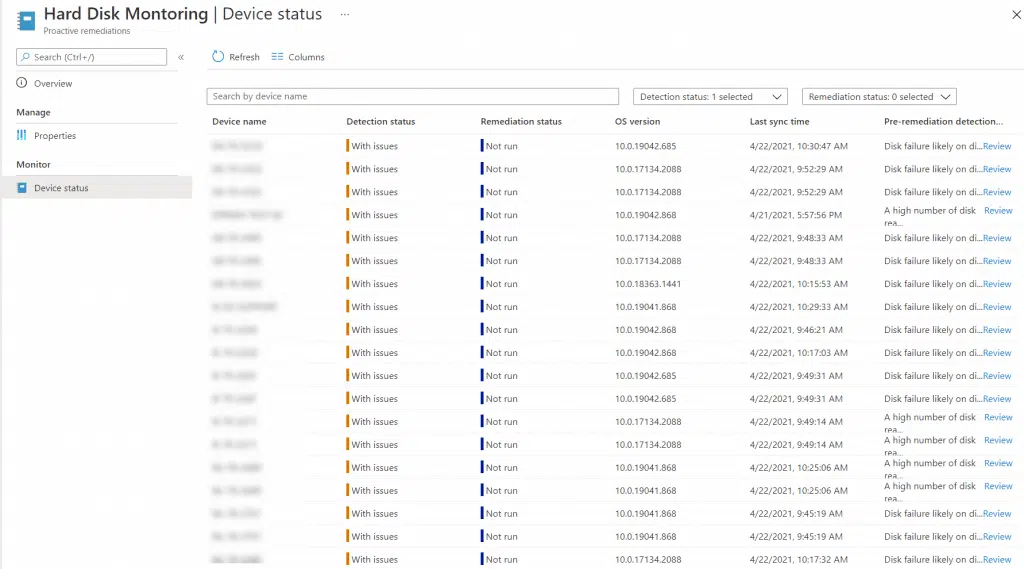 Hard Disk Montoring | Device status ...
Proactive remediations
Search (Ctrl+/) «
Refresh Columns
Overview
Manage
Properties
Monitor
Device status
Search by device name Detection status: 1 selected Remediation status: 0 selected
Device name Detection status Remediation status OS version Last sync time Pre-remediation detection...
With issues Not run 10.0.19042.685 4/22/2021, 10:30:47 AM Disk failure likely on di...Review
With issues Not run 10.0.17134.2088 4/22/2021, 9:52:29 AM Disk failure likely on di...Review
With issues Not run 10.0.17134.2088 4/22/2021, 9:52:29 AM Disk failure likely on di...Review
With issues Not run 10.0.19042.868 4/21/2021, 5:57:56 PM A high number of disk rea... Review
With issues Not run 10.0.17134.2088 4/22/2021, 9:48:33 AM Disk failure likely on di...Review
With issues Not run 10.0.17134.2088 4/22/2021, 9:48:33 AM Disk failure likely on di...Review
With issues Not run 10.0.18363.1441 4/22/2021, 10:15:53 AM Disk failure likely on di...Review
With issues Not run 10.0.19041.868 4/22/2021, 10:29:33 AM Disk failure likely on di...Review
With issues Not run 10.0.19042.868 4/22/2021, 9:46:21 AM Disk failure likely on di...Review
With issues Not run 10.0.19042.868 4/22/2021, 10:17:03 AM Disk failure likely on di...Review
With issues Not run 10.0.19042.685 4/22/2021, 9:49:31 AM Disk failure likely on di...Review
With issues Not run 10.0.19042.685 4/22/2021, 9:49:31 AM Disk failure likely on di...Review
With issues Not run 10.0.17134.2088 4/22/2021, 9:49:14 AM A high number of disk rea... Review
With issues Not run 10.0.17134.2088 4/22/2021, 9:49:14 AM A high number of disk rea... Review
With issues Not run 10.0.19041.868 4/22/2021, 10:25:06 AM A high number of disk rea... Review
With issues Not run 10.0.19041.868 4/22/2021, 10:25:06 AM A high number of disk rea... Review
With issues Not run 10.0.19041.868 4/22/2021, 9:45:19 AM Disk failure likely on di...Review
With issues Not run 10.0.19041.868 4/22/2021, 9:45:19 AM Disk failure likely on di...Review
With issues Not run 10.0.17134.2088 4/22/2021, 10:17:32 AM Disk failure likely on di...Review